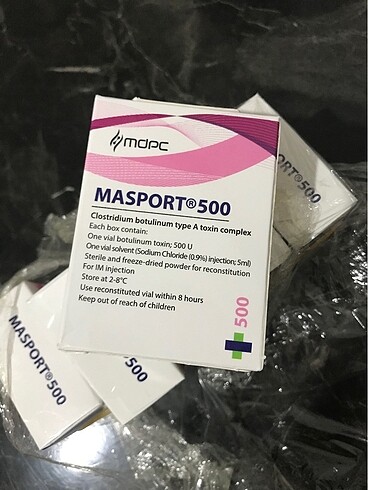 mdpc
MASPORT®500
Clostridium botulinum type A toxin complex
Each box contain:
One vial botulinum toxin; 500 U
One vial solvent (Sodium Chloride (0.9%) injection; 5ml)
Sterile and freeze-dried powder for reconstitution
For IM injection
Store at 2-8°C
Use reconstituted vial within 8 hours
Keep out of reach of children
500
SPORT®500
MASPORT®500
500